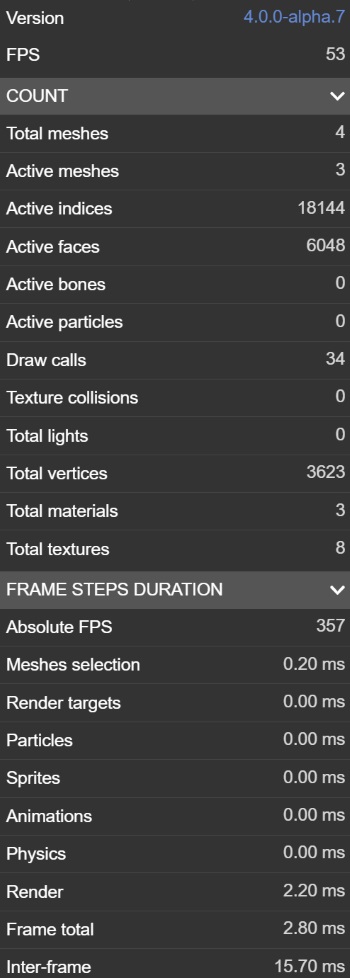 Version 4.0.0-alpha.7
FPS 53
COUNT
Total meshes 4
Active meshes 3
Active indices 18144
Active faces 6048
Active bones 0
Active particles 0
Draw calls 34
Texture collisions 0
Total lights 0
Total vertices 3623
Total materials 3
Total textures 8
FRAME STEPS DURATION
Absolute FPS 357
Meshes selection 0.20 ms
Render targets 0.00 ms
Particles 0.00 ms
Sprites 0.00 ms
Animations 0.00 ms
Physics 0.00 ms
Render 2.20 ms
Frame total 2.80 ms
Inter-frame 15.70 ms